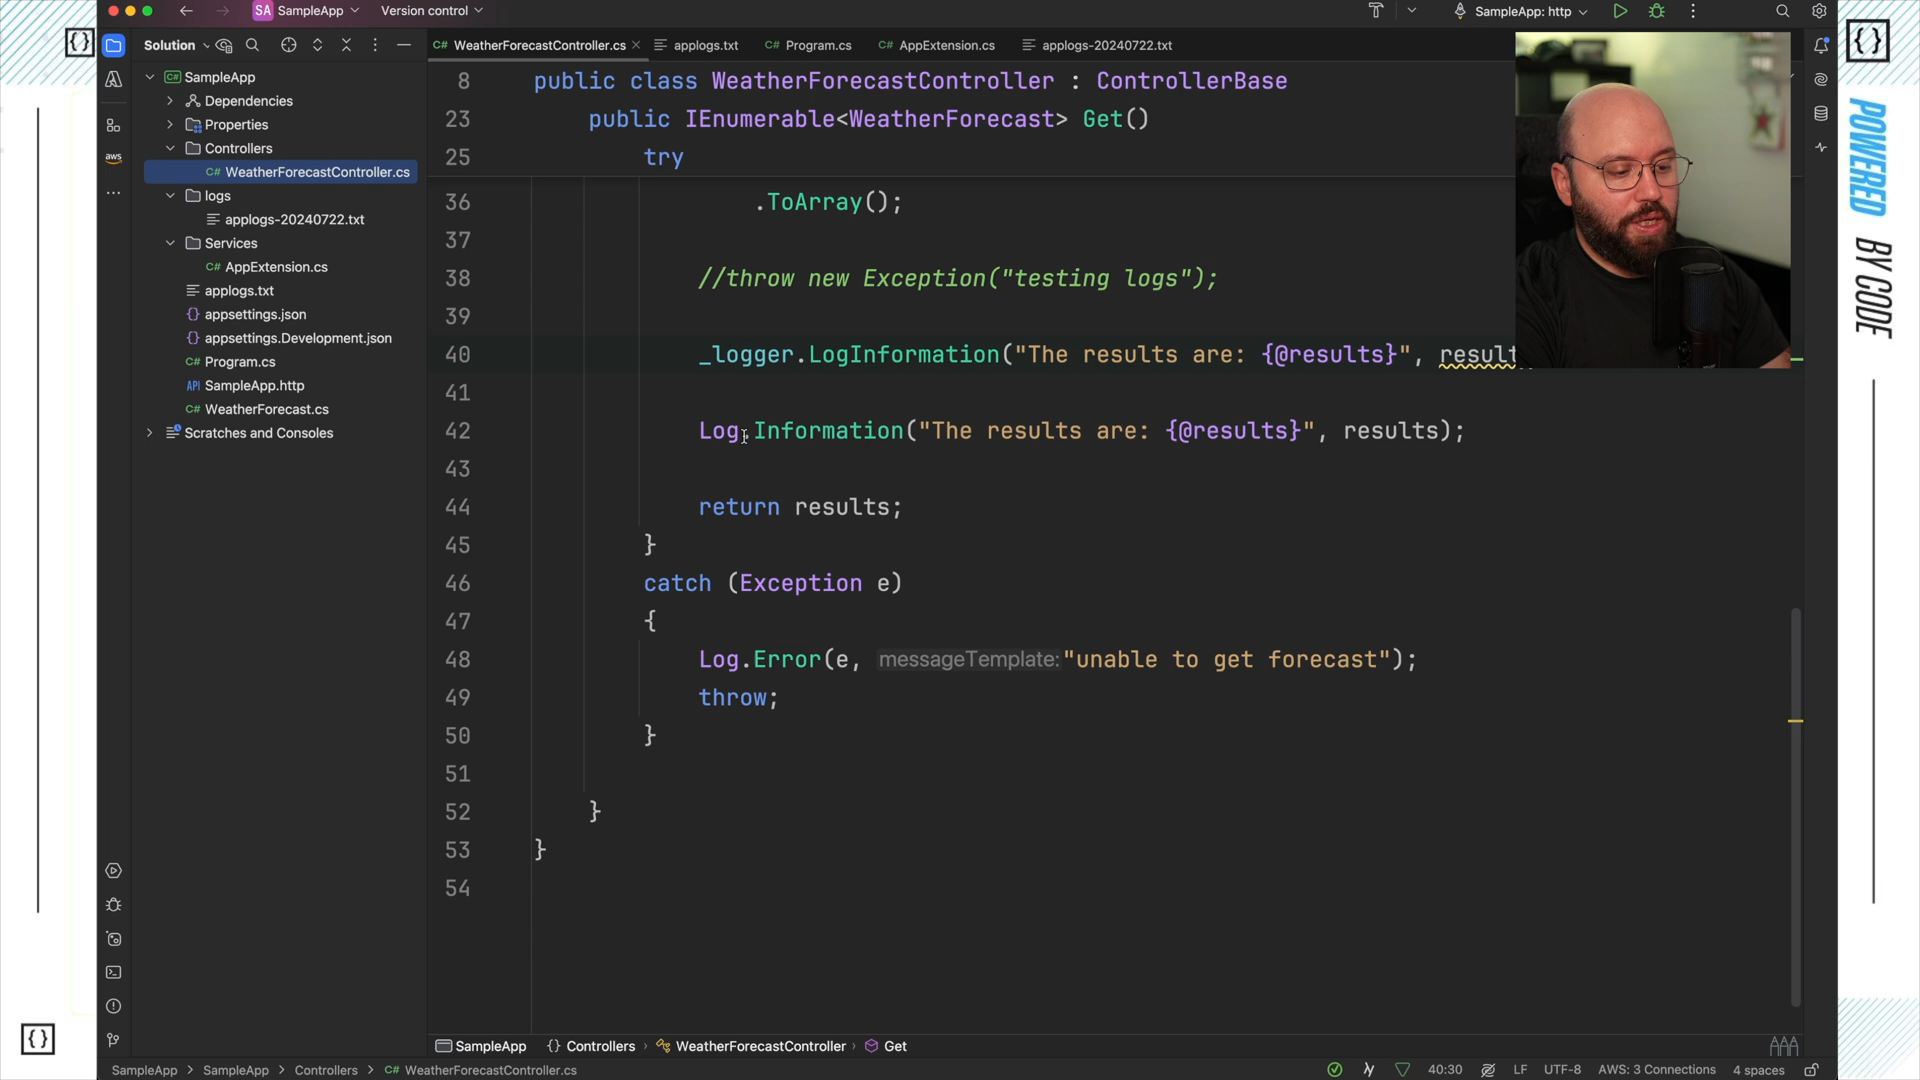 SA SampleApp Version control SampleApp: http
Solution
WeatherForecastController.cs applogs.txt Program.cs AppExtension.cs applogs-20240722.txt
SampleApp
Dependencies
Properties
Controllers
C# WeatherForecastController.cs
logs
applogs-20240722.txt
Services
C# AppExtension.cs
applogs.txt
{} appsettings.json
{} appsettings.Development.json
C# Program.cs
API SampleApp.http
C# WeatherForecast.cs
Scratches and Consoles
aws
8 public class WeatherForecastController : ControllerBase
23 public IEnumerable<WeatherForecast> Get()
25 try
36 .ToArray();
37
38 //throw new Exception("testing logs");
39
40 _logger.LogInformation("The results are: {@results}", result
41
42 Log.Information("The results are: {@results}", results);
43
44 return results;
45 }
46 catch (Exception e)
47 {
48 Log.Error(e, messageTemplate:"unable to get forecast");
49 throw;
50 }
51
52 }
53 }
54
SampleApp {} Controllers › WeatherForecastController › Get
SampleApp > SampleApp > Controllers > C# WeatherForecastController.cs 40:30 LF UTF-8 AWS: 3 Connections 4 spaces
{}
{}
{}
POWERED BY CODE